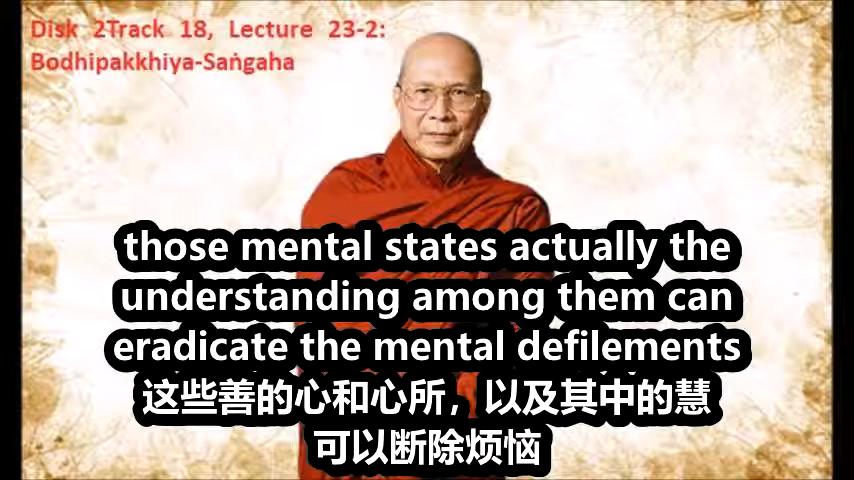 Disk 2Track 18, Lecture 23-2:
Bodhipakkhiya-Saṅgaha
those mental states actually the
understanding among them can
eradicate the mental defilements
这些善的心和心所，以及其中的慧
可以断除烦恼